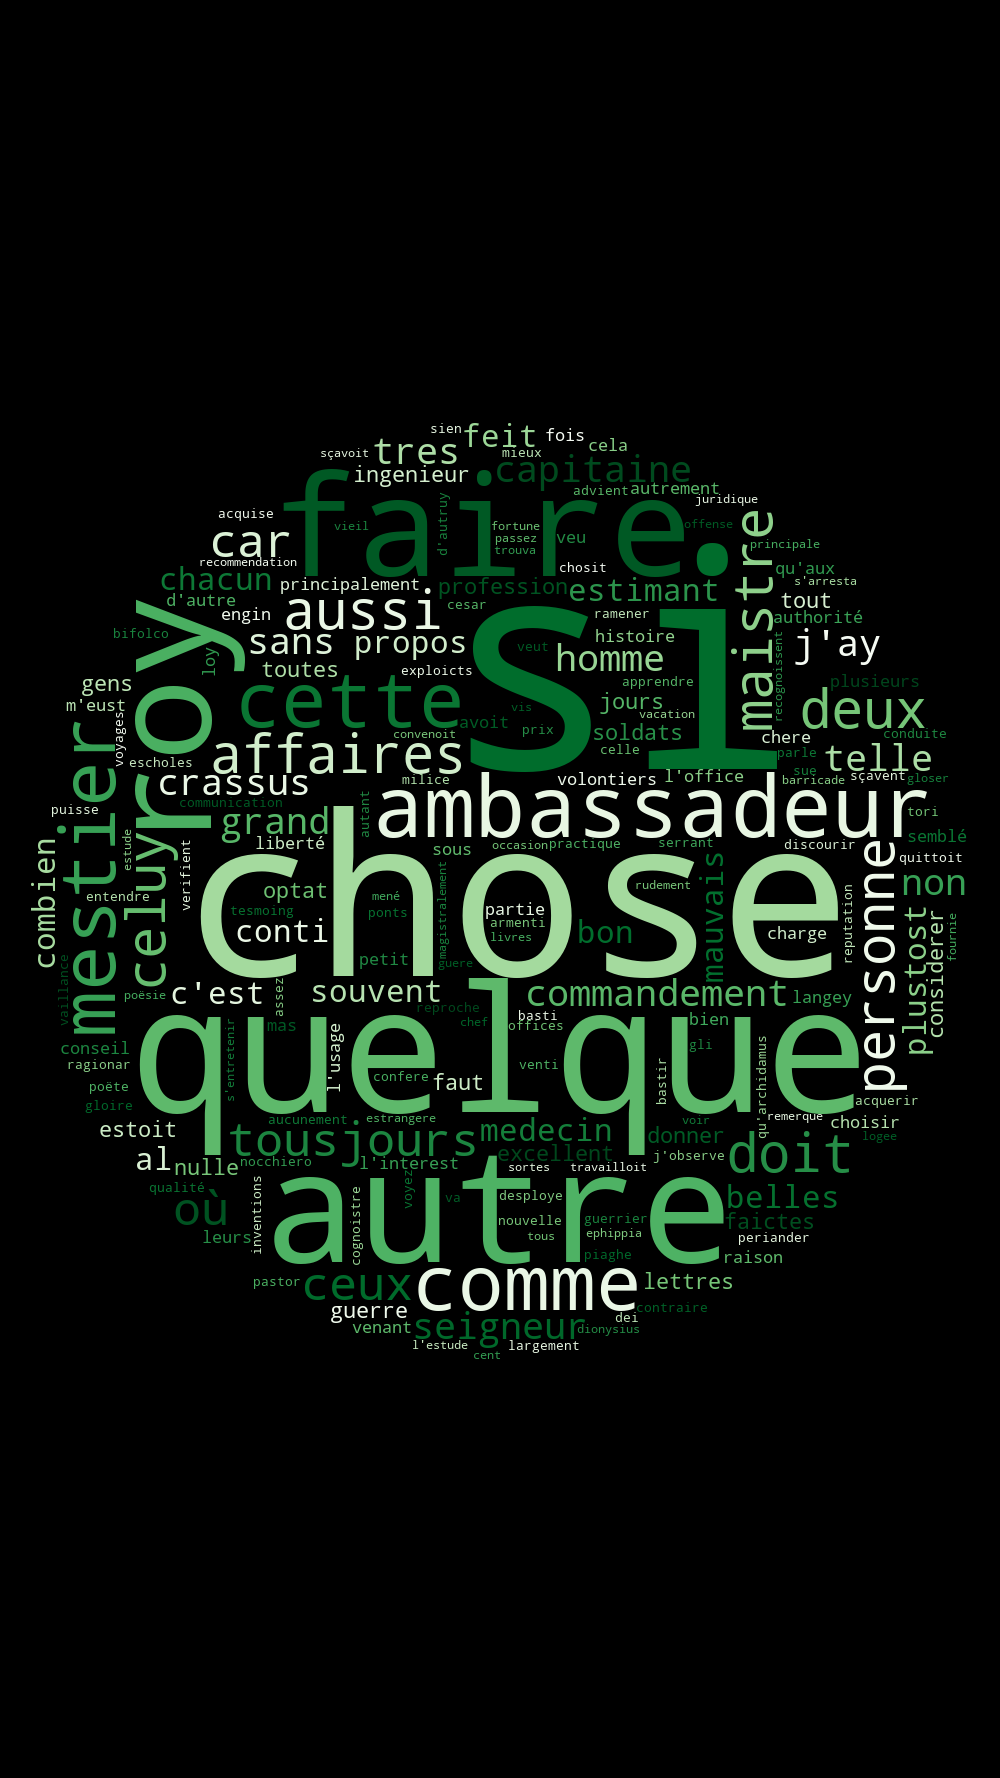 sien feit fois
sçavoit tres mieux cela
ingenieur capitaine
advient autrement
juridique
acquise vieil d'autruy fortune offense
faire
passez veu
car trouva principale
recommendation chosit qu'aux
chacun principalement profession estimant s'arresta
d'autre cesar tout
engin aussi ramener maistre authorité
bifolco sans propos histoire j'ay
loy veut homme recognoissent
toutes exploicts
gens apprendre plusieurs
cette vis jours
m'eust vacation deux
roy avoit prix soldats conduite
voyages convenoit chere
affaires celle parle telle
escholes si
crassus milice volontiers l'office sue sçavent
barricade gloser
communication ambassadeur
puisse autant tori
mestier grand
estude liberté sous occasion practique serrant discourir semblé
combien celuy verifient quittoit
chose
entendre optat mené magistralement rudement mauvais non
tesmoing ponts partie reputation personne
armenti plustost considerer
conti livres bon charge fournie
vaillance petit guere
poësie c'est assez souvent commandement langey
reproche
mas chef basti bien
s'entretenir offices
conseil l'usage gli qu'archidamus
ragionar quelque
venti bastir
poëte confere faut
gloire acquerir
aucunement estrangere voir remerque choisir
estoit tousjours medecin donner logee
al nulle nocchiero l'interest excellent j'observe doit
sortes travailloit
qualité voyez va desploye belles
où inventions cognoistre autre
nouvelle guerrier faictes
leurs tous ephippia periander
piaghe raison
pastor ceux comme lettres
guerre contraire
dei
venant seigneur dionysius
l'estude largement
cent